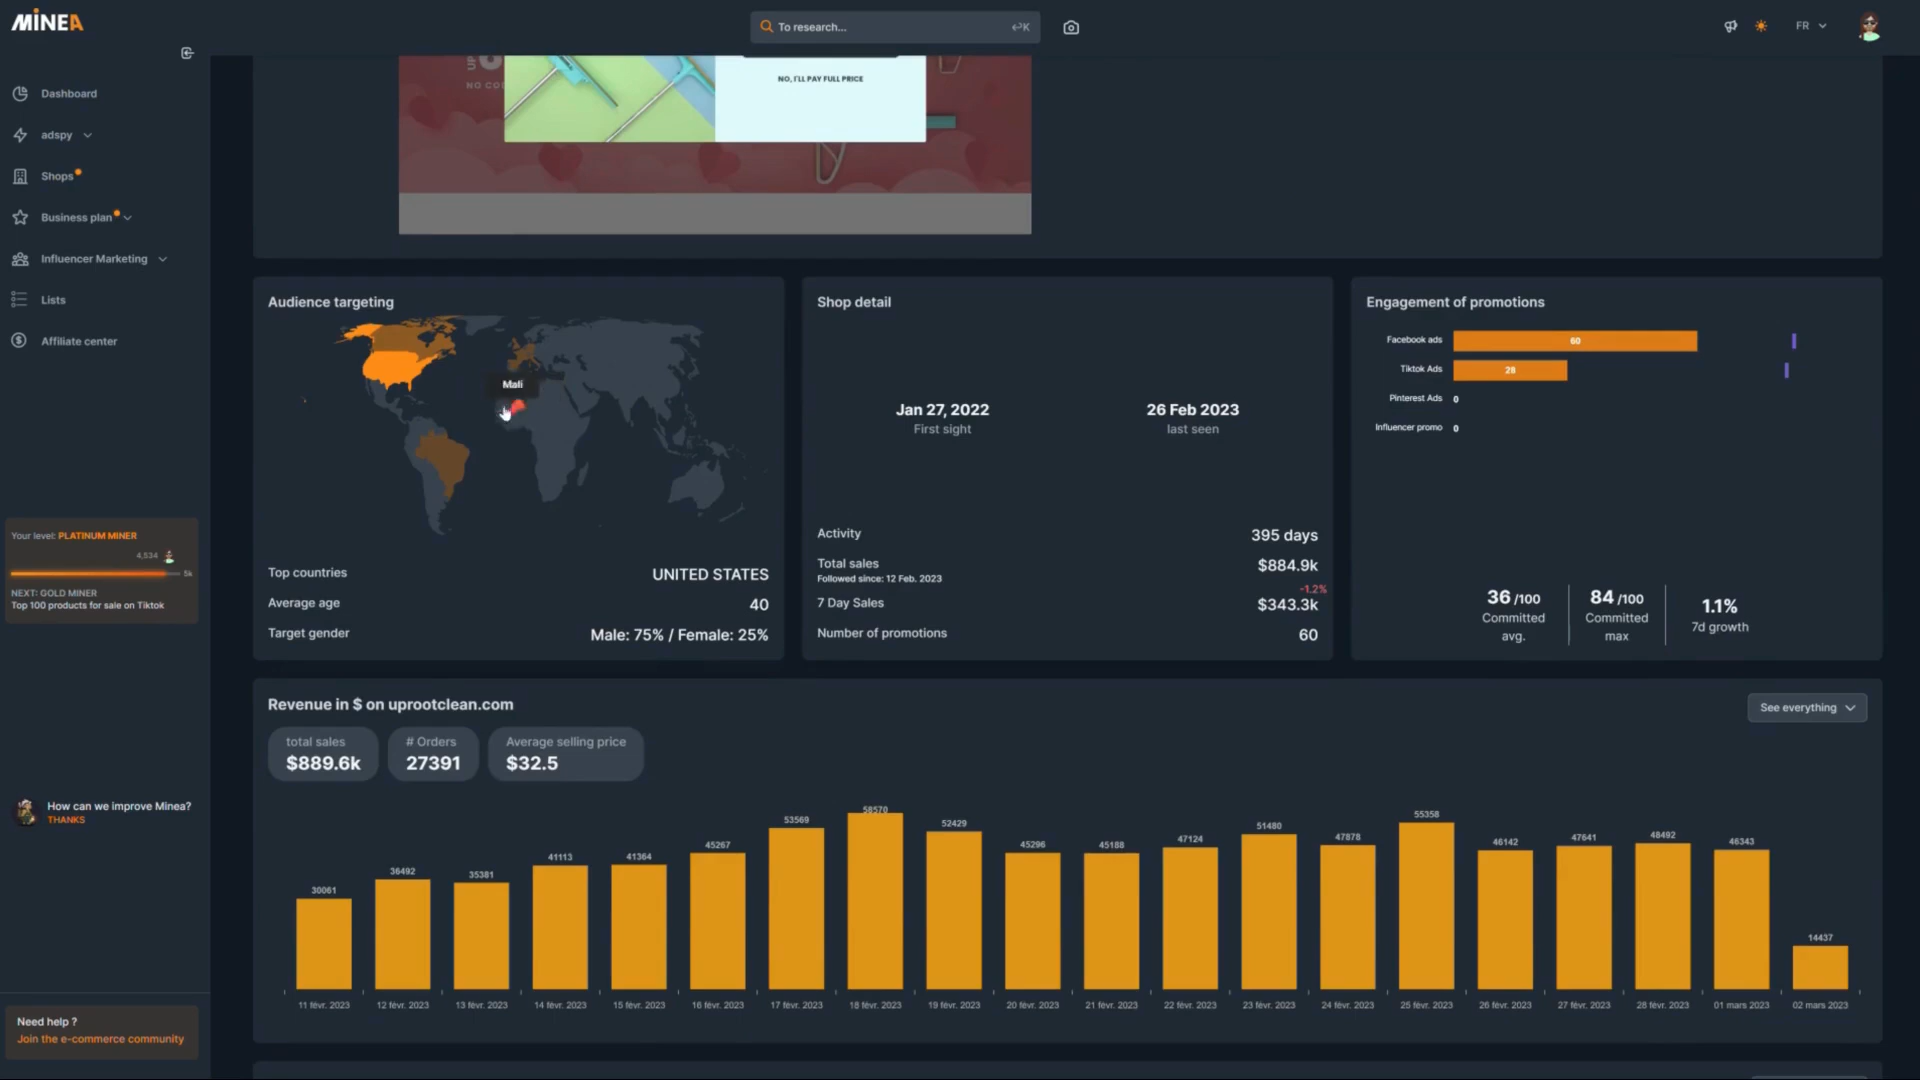 MINEA
To research...
K
FR
Dashboard
adspy
Shops
Business plan
Influencer Marketing
Lists
Affiliate center
Your level: PLATINUM MINER
4,534
5k
NEXT: GOLD MINER
Top 100 products for sale on Tiktok
How can we improve Minea?
THANKS
Need help ?
Join the e-commerce community
UP
NO
NO, I'LL PAY FULL PRICE
Audience targeting
Mali
Top countries
UNITED STATES
Average age
40
Target gender
Male: 75% / Female: 25%
Shop detail
Jan 27, 2022
First sight
26 Feb 2023
last seen
Activity
395 days
Total sales
$884.9k
Followed since: 12 Feb. 2023
-1.2%
7 Day Sales
$343.3k
Number of promotions
60
Engagement of promotions
Facebook ads
60
Tiktok Ads
28
Pinterest Ads
0
Influencer promo
0
36 /100
Committed
avg.
84 /100
Committed
max
1.1%
7d growth
Revenue in $ on uprootclean.com
See everything
total sales
$889.6k
# Orders
27391
Average selling price
$32.5
30061
36492
35381
41113
41364
45267
53569
58570
52429
45296
45188
47124
51480
47878
55358
46142
47641
48492
46343
14437
11 févr. 2023
12 févr. 2023
13 févr. 2023
14 févr. 2023
15 févr. 2023
16 févr. 2023
17 févr. 2023
18 févr. 2023
19 févr. 2023
20 févr. 2023
21 févr. 2023
22 févr. 2023
23 févr. 2023
24 févr. 2023
25 févr. 2023
26 févr. 2023
27 févr. 2023
28 févr. 2023
01 mars 2023
02 mars 2023